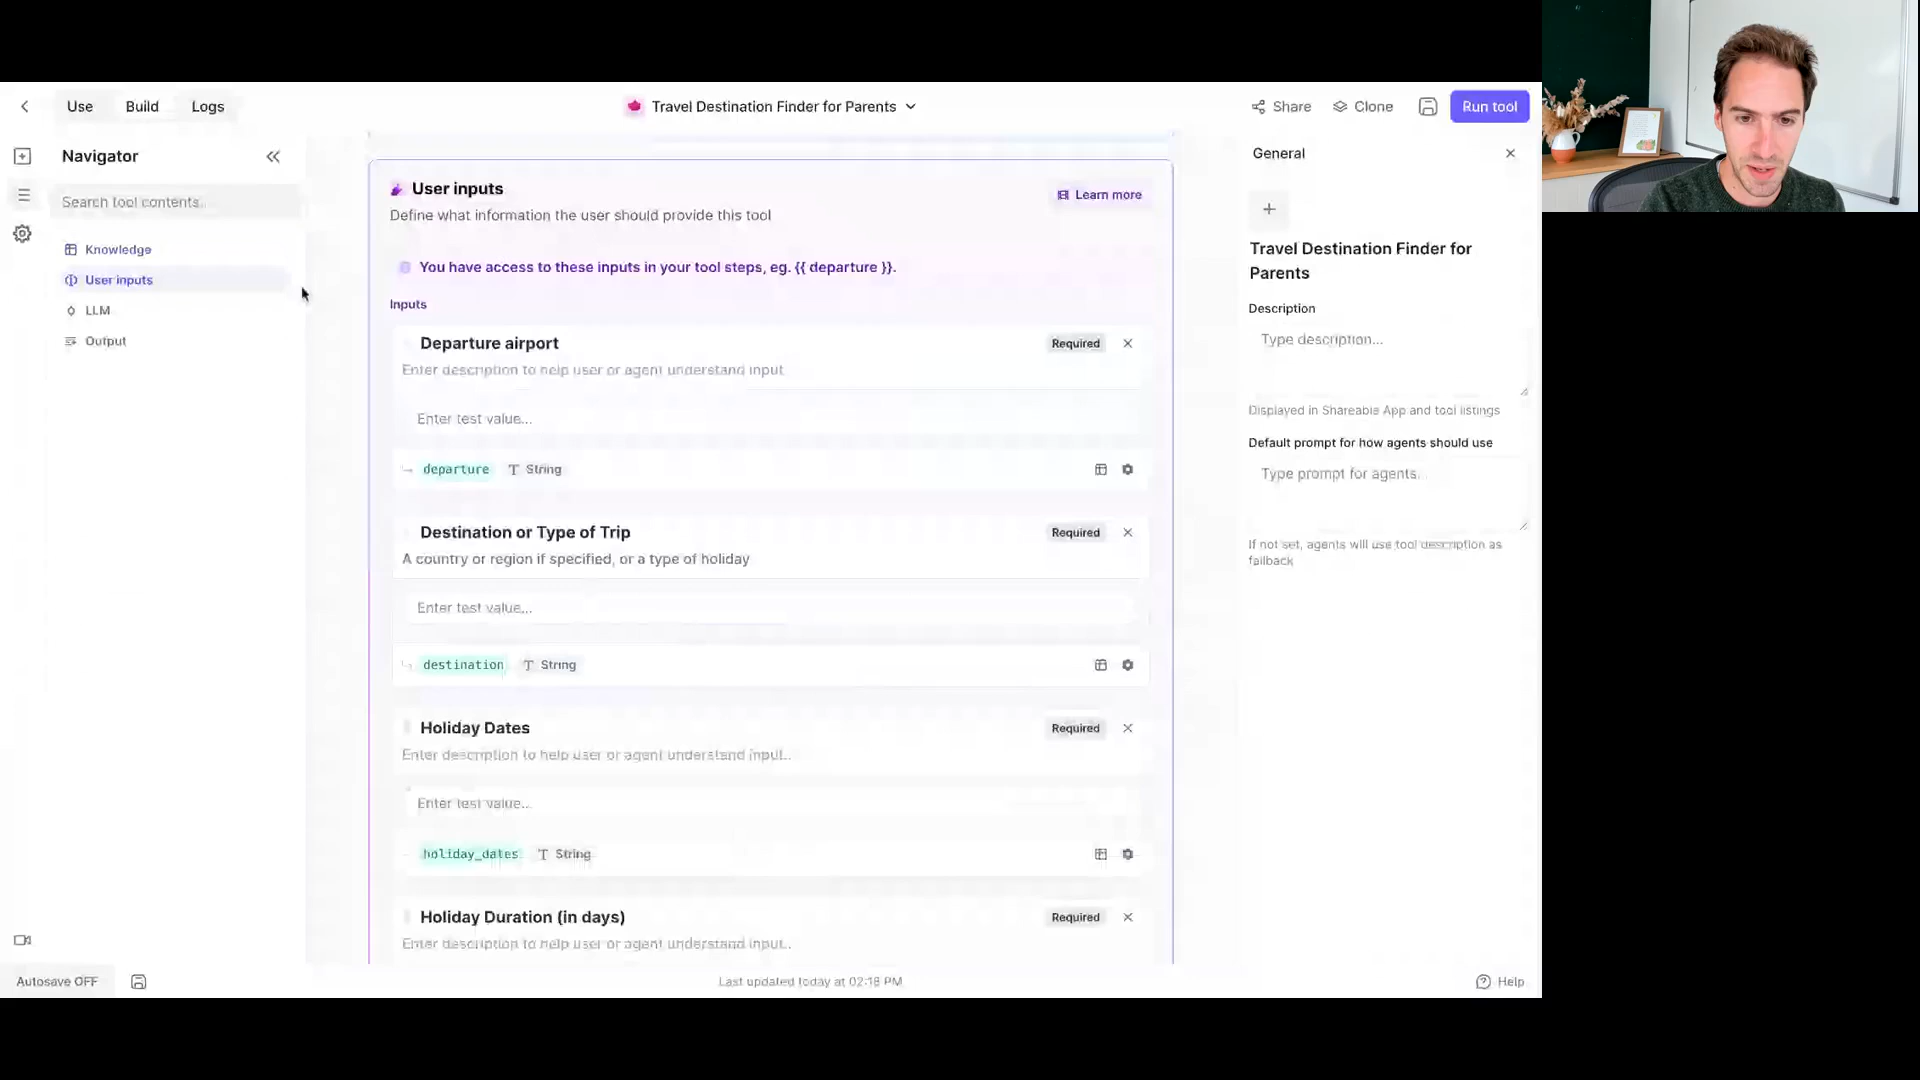 Use
Build
Logs
Travel Destination Finder for Parents
Share
Clone
Run tool
Navigator
Search tool contents...
Knowledge
User inputs
LLM
Output
User inputs
Learn more
Define what information the user should provide this tool
You have access to these inputs in your tool steps, eg. {{ departure }}.
Inputs
Departure airport
Required
Enter description to help user or agent understand input
Enter test value...
departure
String
Destination or Type of Trip
Required
A country or region if specified, or a type of holiday
Enter test value...
destination
String
Holiday Dates
Required
Enter description to help user or agent understand input..
Enter test value...
holiday_dates
String
Holiday Duration (in days)
Required
Enter description to help user or agent understand input..
General
Travel Destination Finder for
Parents
Description
Type description...
Displayed in Shareable App and tool listings
Default prompt for how agents should use
Type prompt for agents..
If not set, agents will use tool description as
fallback
Autosave OFF
Last updated today at 02:18 PM
Help